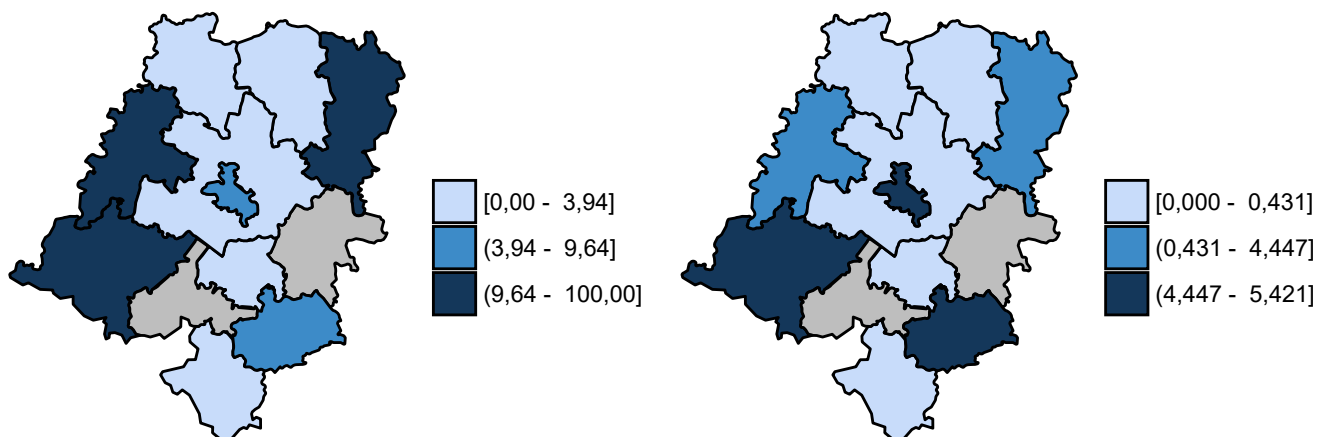 [0,00 - 3,94]
(3,94 - 9,64]
(9,64 - 100,00]
[0,000 - 0,431]
(0,431 - 4,447]
(4,447 - 5,421]